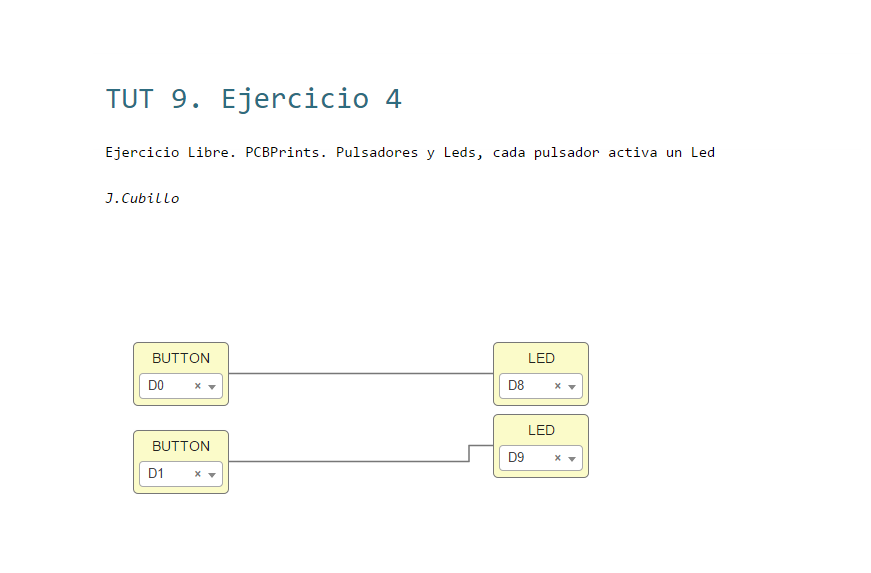 TUT 9. Ejercicio 4
Ejercicio Libre. PCBPrints. Pulsadores y Leds, cada pulsador activa un Led
J.Cubillo
BUTTON
D0 ×
LED
D8 ×
BUTTON
D1 ×
LED
D9 ×